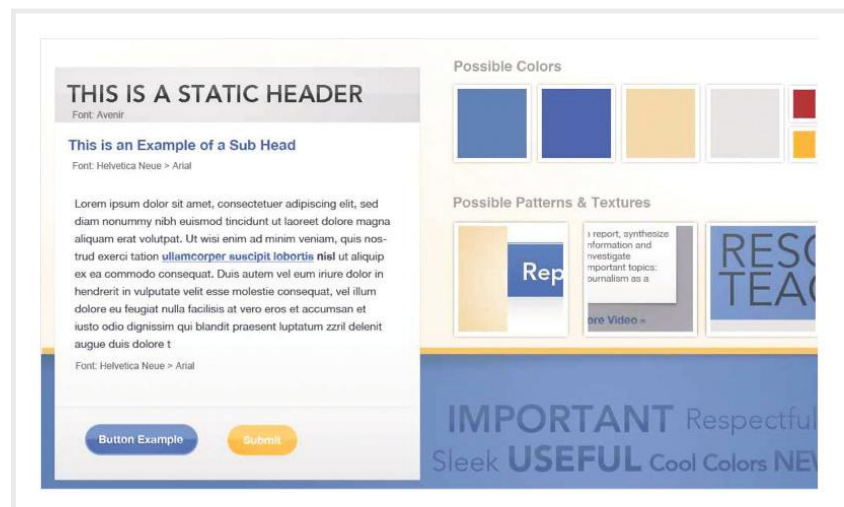 THIS IS A STATIC HEADER
Font: Avenir
This is an Example of a Sub Head
Font: Helvetica Neue > Arial
Lorem ipsum dolor sit amet, consectetuer adipiscing elit, sed
diam nonummy nibh euismod tincidunt ut laoreet dolore magna
aliquam erat volutpat. Ut wisi enim ad minim veniam, quis nos-
trud exerci tation ullamcorper suscipit lobortis nisl ut aliquip
ex ea commodo consequat. Duis autem vel eum iriure dolor in
hendrerit in vulputate velit esse molestie consequat, vel illum
dolore eu feugiat nulla facilisis at vero eros et accumsan et
iusto odio dignissim qui blandit praesent luptatum zzril delenit
augue duis dolore t
Font: Helvetica Neue > Arial
Button Example
Submit
Possible Colors
Possible Patterns & Textures
Rep
a report, synthesize
nformation and
nvestigate
mportant topics:
ournalism as a
ore Video »
RESO
TEAC
IMPORTANT Respectful
Sleek USEFUL Cool Colors NEW